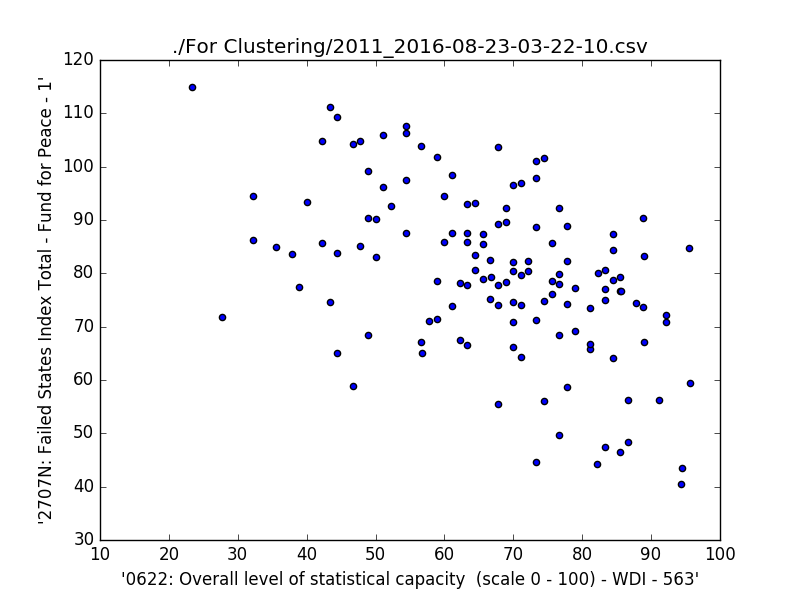 ./For Clustering/2011_2016-08-23-03-22-10.csv
120
110
100
90
80
70
60
50
40
30
'2707N: Failed States Index Total - Fund for Peace - 1'
10 20 30 40 50 60 70 80 90 100
'0622: Overall level of statistical capacity  (scale 0 - 100) - WDI - 563'